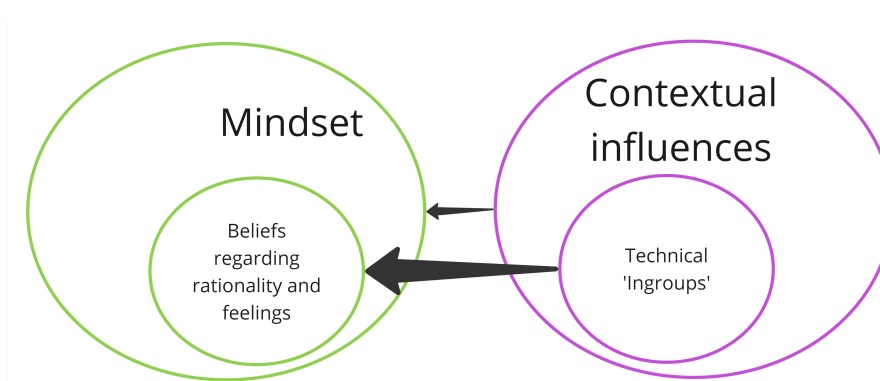 Mindset
Beliefs
regarding
rationality and
feelings
Contextual
influences
Technical
'Ingroups'